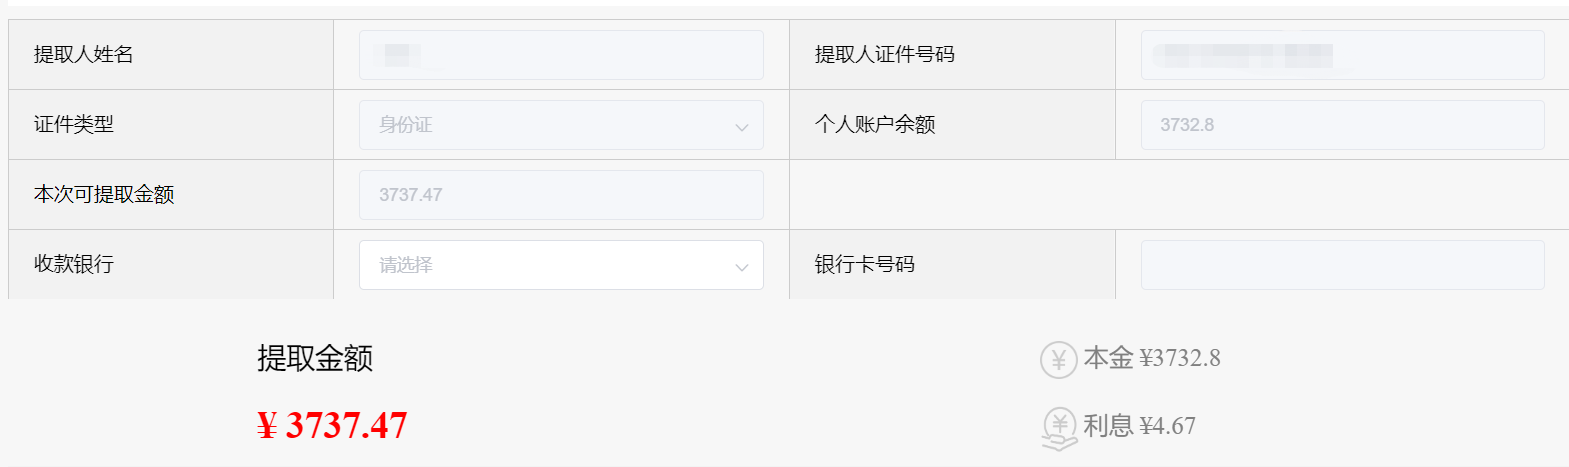 提取人姓名 提取人证件号码
证件类型 身份证 个人账户余额 3732.8
本次可提取金额 3737.47
收款银行 请选择 银行卡号码
提取金额 本金 ¥3732.8
¥ 3737.47 利息 ¥4.67